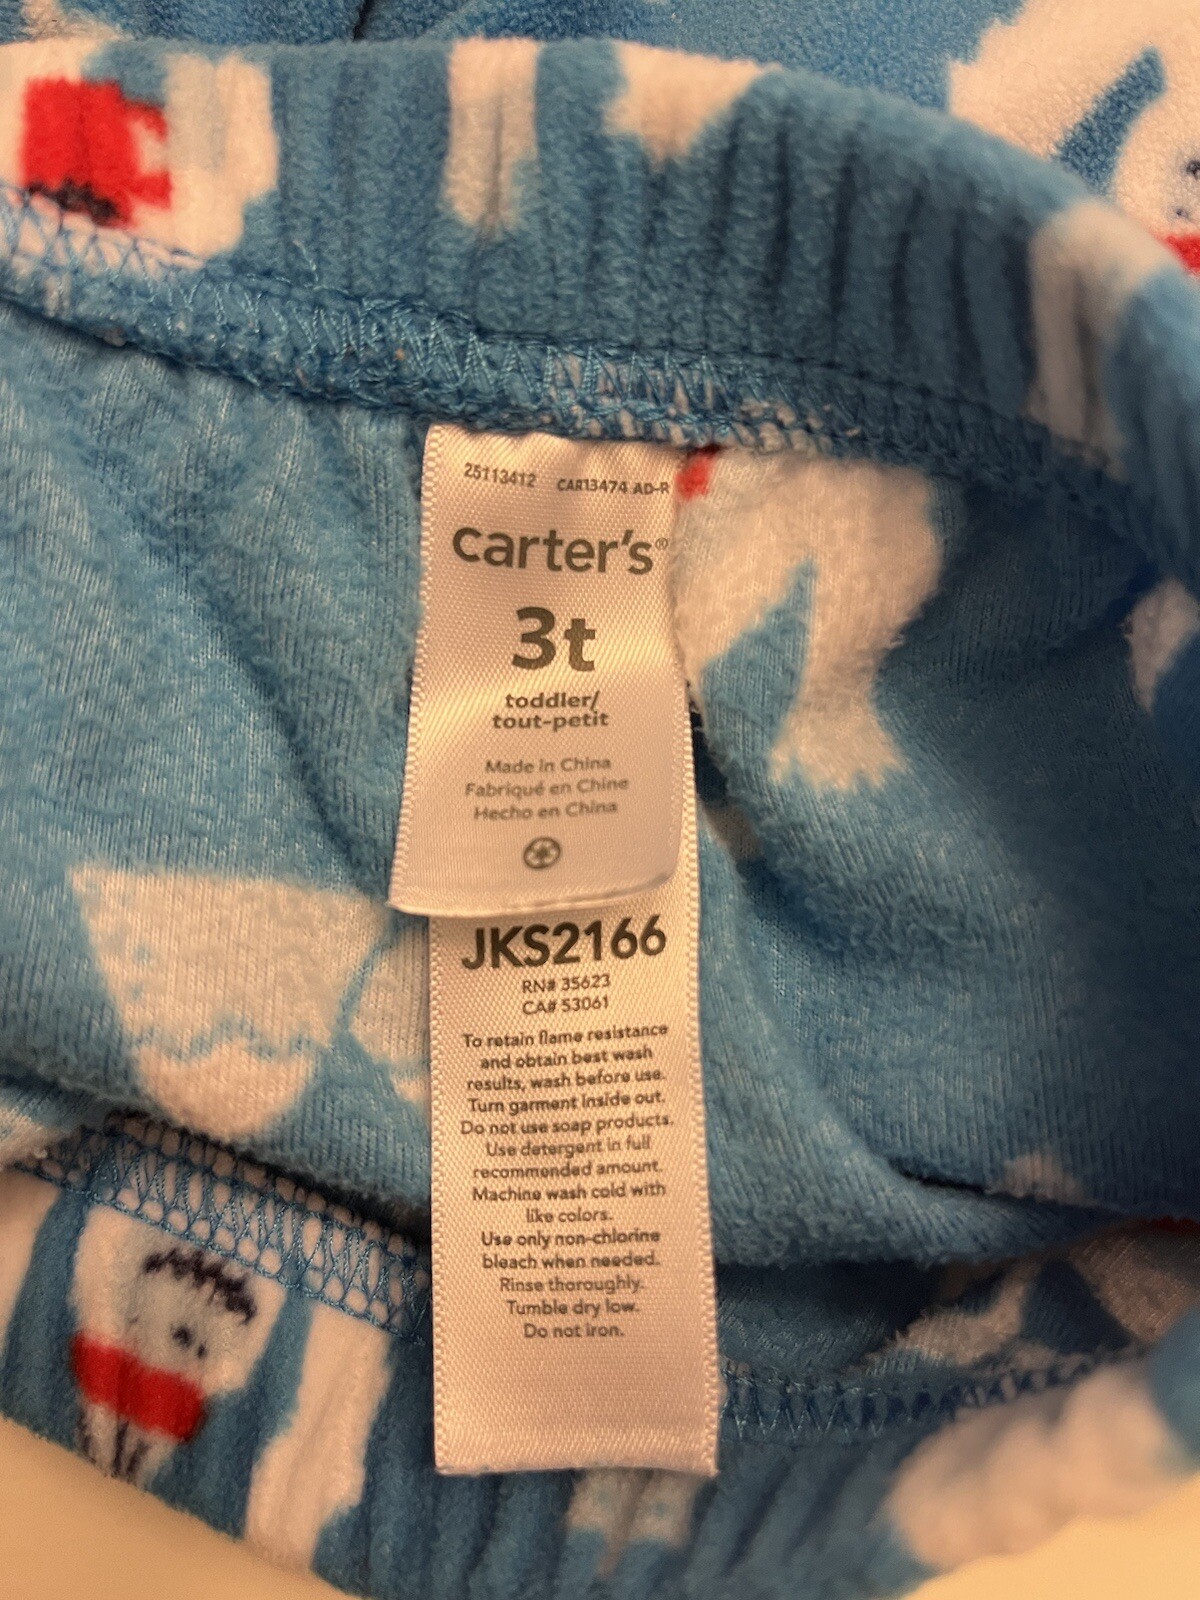 25113412 CAR13474 AD-R
carter's®
3t
toddler/
tout-petit
Made in China
Fabriqué en Chine
Hecho en China
JKS2166
RN# 35623
CA# 53061
To retain flame resistance
and obtain best wash
results, wash before use.
Turn garment inside out.
Do not use soap products.
Use detergent in full
recommended amount.
Machine wash cold with
like colors.
Use only non-chlorine
bleach when needed.
Rinse thoroughly.
Tumble dry low.
Do not iron.